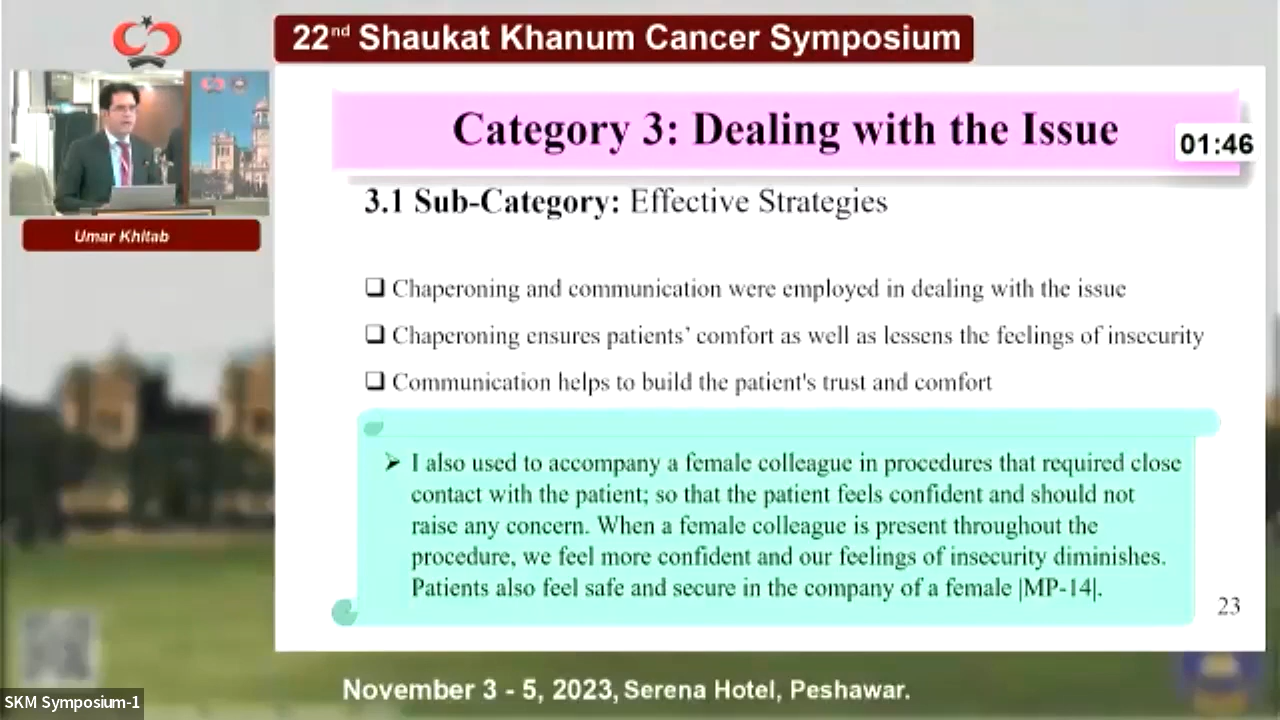 22nd Shaukat Khanum Cancer Symposium
Category 3: Dealing with the Issue
01:46
3.1 Sub-Category: Effective Strategies
Umar Khitab
Chaperoning and communication were employed in dealing with the issue
Chaperoning ensures patients' comfort as well as lessens the feelings of insecurity
Communication helps to build the patient's trust and comfort
I also used to accompany a female colleague in procedures that required close
contact with the patient; so that the patient feels confident and should not
raise any concern. When a female colleague is present throughout the
procedure, we feel more confident and our feelings of insecurity diminishes.
Patients also feel safe and secure in the company of a female |MP-14|.
23
November 3 - 5, 2023, Serena Hotel, Peshawar.
SKM Symposium-1